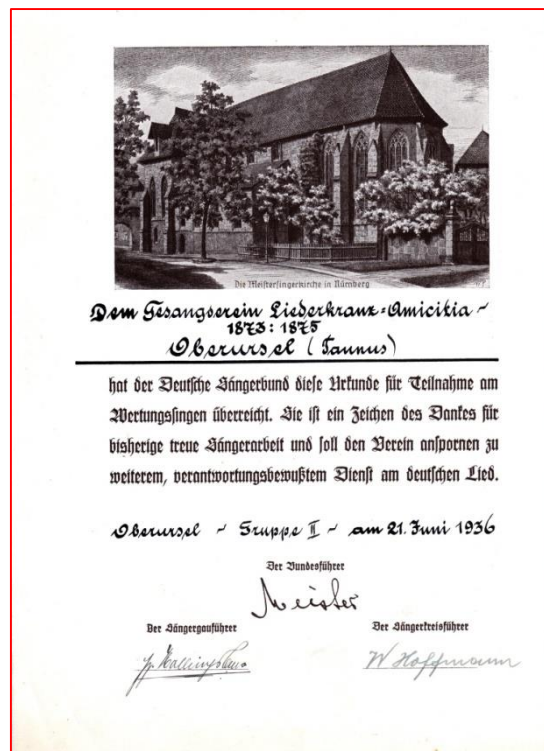 Die Meistersingerkirche in Nürnberg
Dem Gesangverein Liederkranz-Amicitia ~
1873: 1875
Oberursel (Taunus)
hat der Deutsche Sängerbund diese Urkunde für Teilnahme am
Wertungssingen überreicht. Sie ist ein Zeichen des Dankes für
bisherige treue Sängerarbeit und soll den Verein anspornen zu
weiterem, verantwortungsbewußtem Dienst am deutschen Lied.
Oberursel ~ Gruppe II ~ am 21. Juni 1936
Der Bundesführer
Meister
Der Sängergauführer
Der Sängerkreisführer
W Hoffmann